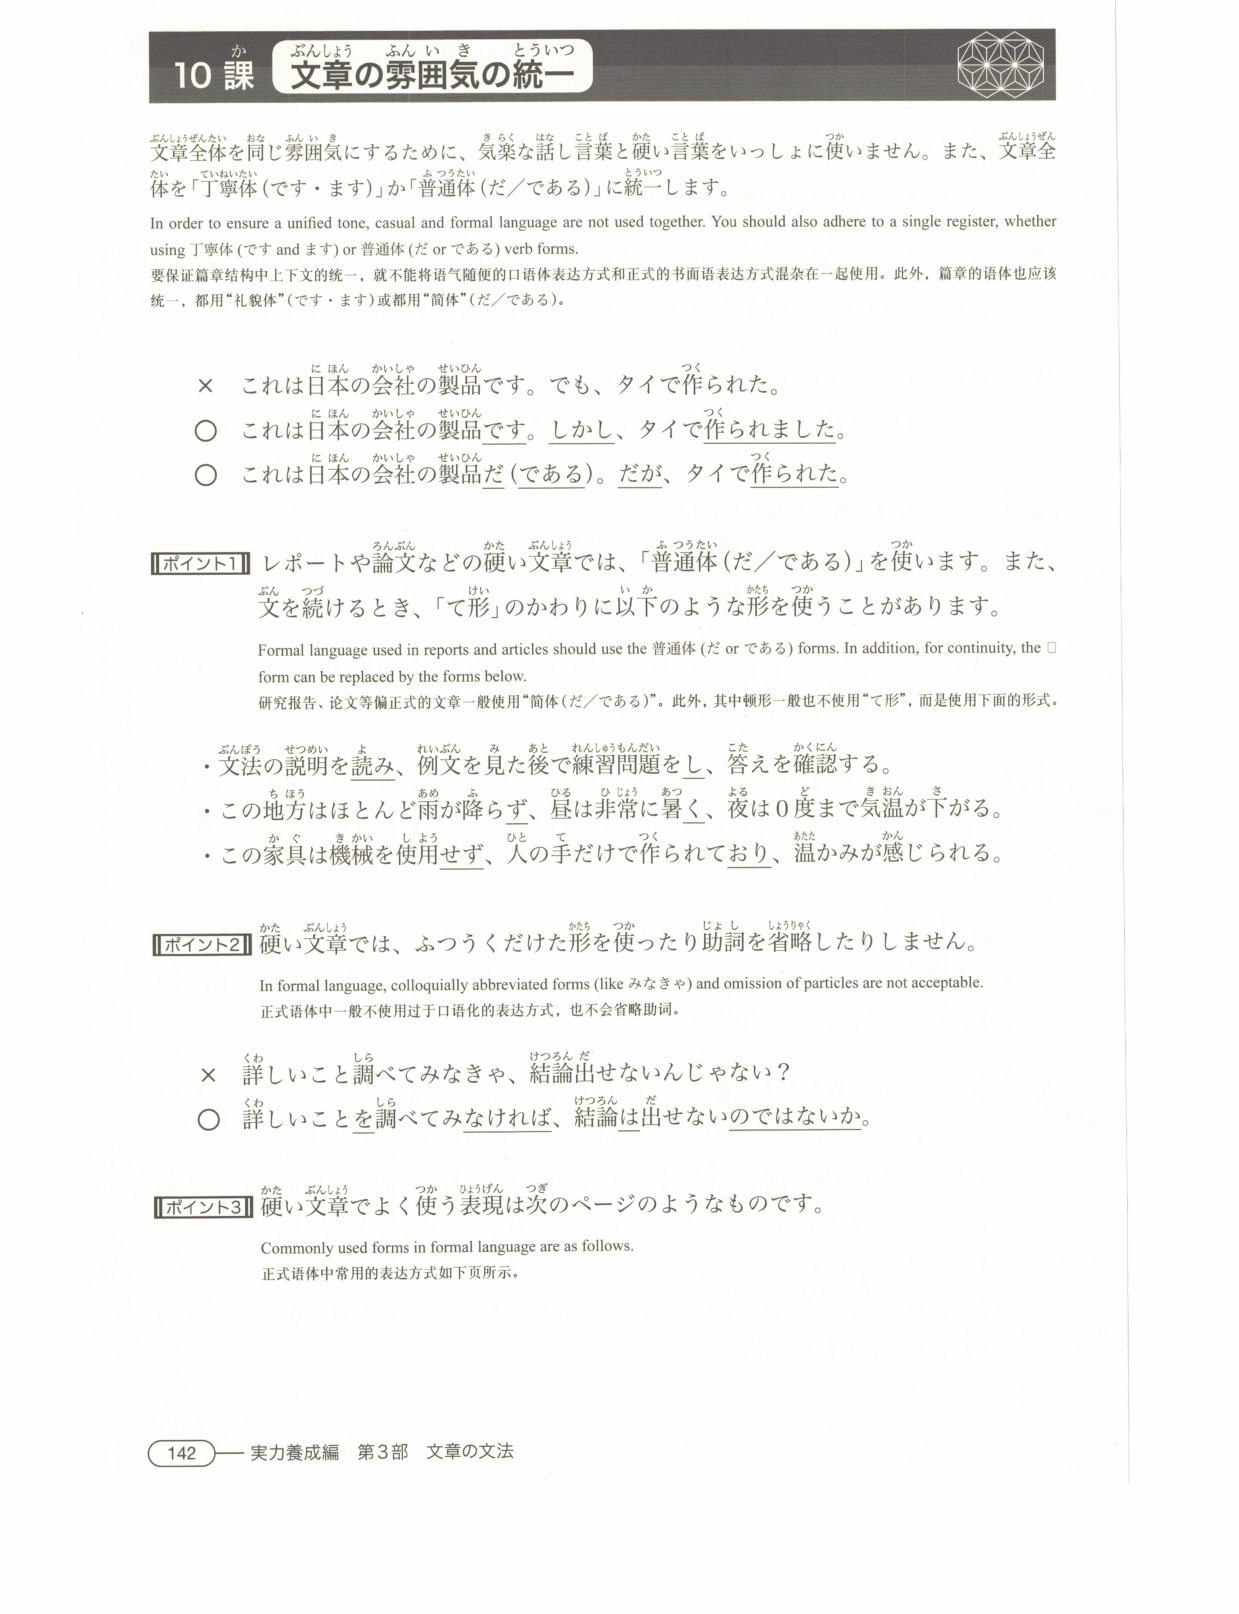 10 課 文章の雰囲気の統一
文章全体を同じ雰囲気にするために、気楽な話し言葉と硬い言葉をいっしょに使いません。また、文章全
体を「丁寧体(です・ます)」か「普通体(だ／である)」に統一します。
In order to ensure a unified tone, casual and formal language are not used together. You should also adhere to a single register, whether
using 丁寧体 (です and ます) or 普通体 (だ or である) verb forms.
要保证篇章结构中上下文的统一，就不能将语气随便的口语体表达方式和正式的书面语表达方式混杂在一起使用。此外，篇章的语体也应该
统一，都用“礼貌体”(です・ます)或都用“简体”(だ／である)。
× これは日本の会社の製品です。でも、タイで作られた。
○ これは日本の会社の製品です。しかし、タイで作られました。
○ これは日本の会社の製品だ(である)。だが、タイで作られた。
ポイント1 レポートや論文などの硬い文章では、「普通体(だ／である)」を使います。また、
文を続けるとき、「て形」のかわりに以下のような形を使うことがあります。
Formal language used in reports and articles should use the 普通体 (だ or である) forms. In addition, for continuity, the □
form can be replaced by the forms below.
研究报告、论文等偏正式的文章一般使用“简体(だ／である)”。此外，其中顿形一般也不使用“て形”，而是使用下面的形式。
・文法の説明を読み、例文を見た後で練習問題をし、答えを確認する。
・この地方はほとんど雨が降らず、昼は非常に暑く、夜は０度まで気温が下がる。
・この家具は機械を使用せず、人の手だけで作られており、温かみが感じられる。
ポイント2 硬い文章では、ふつうくだけた形を使ったり助詞を省略したりしません。
In formal language, colloquially abbreviated forms (like みなきゃ) and omission of particles are not acceptable.
正式语体中一般不使用过于口语化的表达方式，也不会省略助词。
× 詳しいこと調べてみなきゃ、結論出せないんじゃない？
○ 詳しいことを調べてみなければ、結論は出せないのではないか。
ポイント3 硬い文章でよく使う表現は次のページのようなものです。
Commonly used forms in formal language are as follows.
正式语体中常用的表达方式如下页所示。
142 実力養成編　第３部　文章の文法